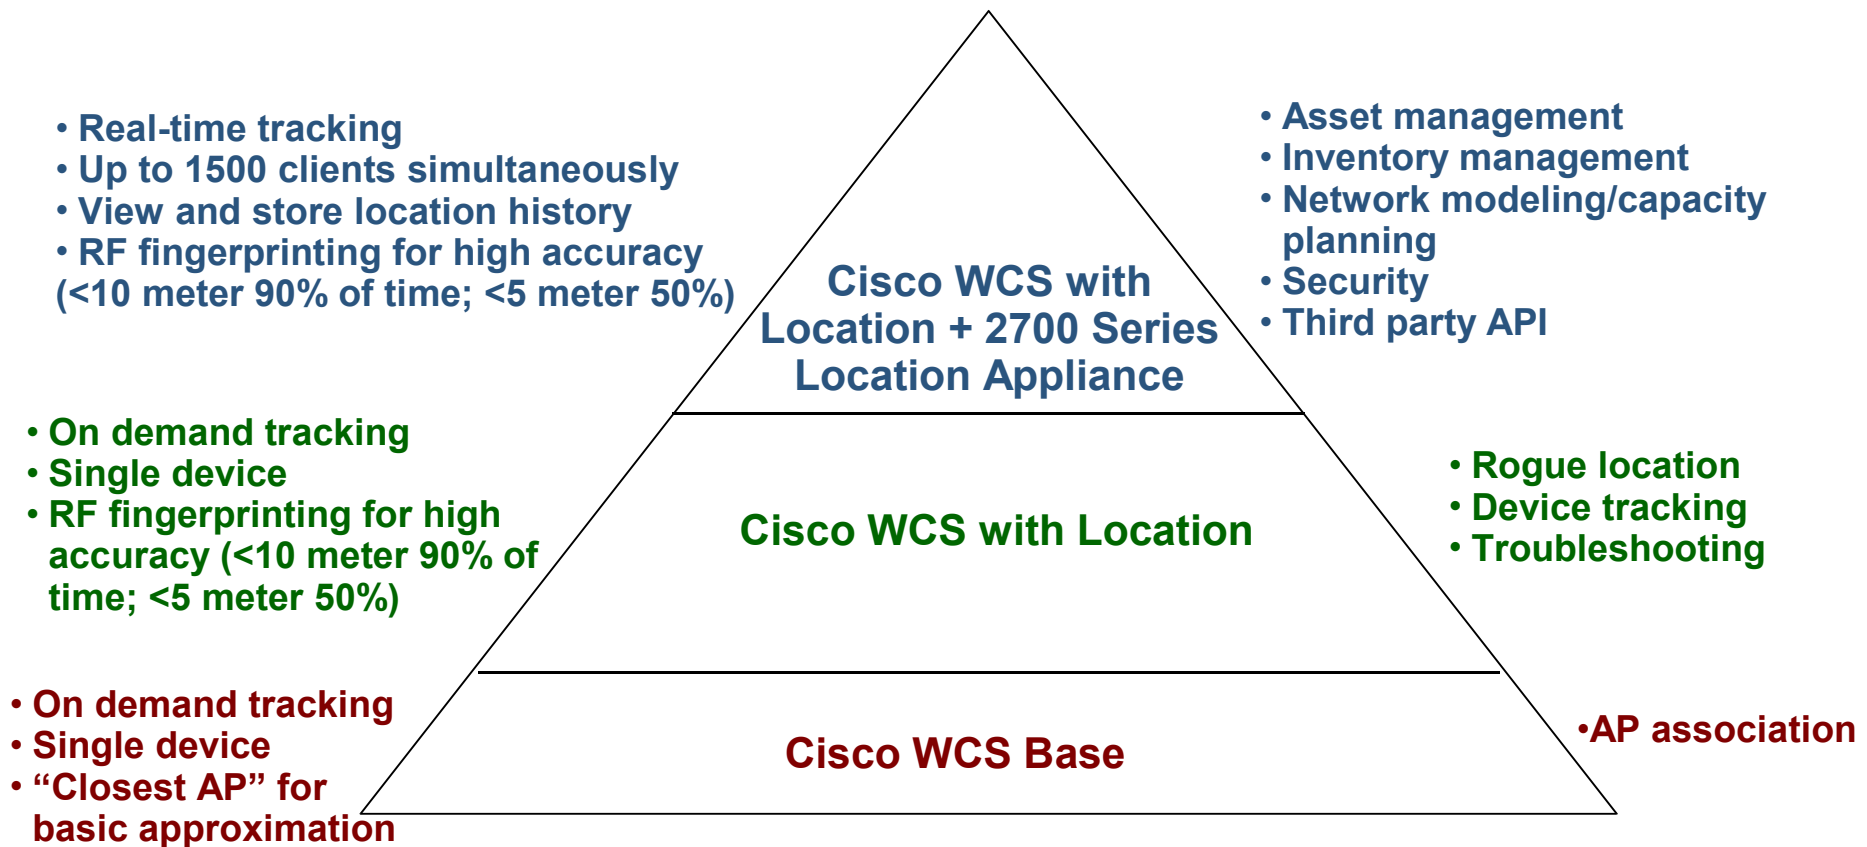 • Real-time tracking
• Up to 1500 clients simultaneously
• View and store location history
• RF fingerprinting for high accuracy
(<10 meter 90% of time; <5 meter 50%)
Cisco WCS with
Location + 2700 Series
Location Appliance
• Asset management
• Inventory management
• Network modeling/capacity
planning
• Security
• Third party API
• On demand tracking
• Single device
• RF fingerprinting for high
accuracy (<10 meter 90% of
time; <5 meter 50%)
Cisco WCS with Location
• Rogue location
• Device tracking
• Troubleshooting
• On demand tracking
• Single device
• “Closest AP” for
basic approximation
Cisco WCS Base
•AP association